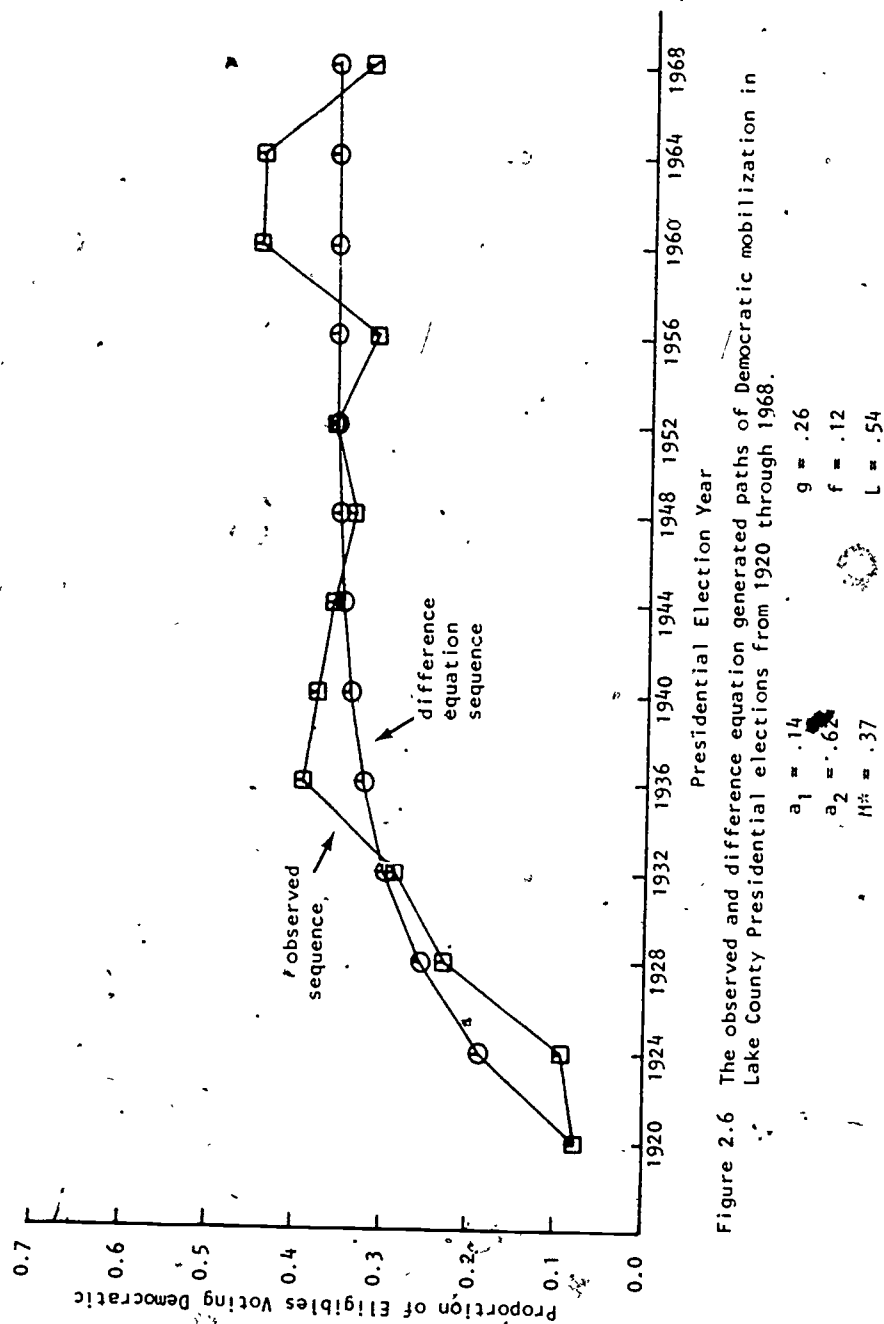 0.7
0.6
0.5
0.4
0.3
0.2
0.1
0.0
Proportion of Eligibles Voting Democratic
observed
sequence,
difference
equation
sequence
1920 1924 1928 1932 1936 1940 1944 1948 1952 1956 1960 1964 1968
Presidential Election Year
Figure 2.6 The observed and difference equation generated paths of Democratic mobilization in
Lake County Presidential elections from 1920 through 1968.
a1 = .14 g = .26
a2 = .62 f = .12
M* = .37 L = .54